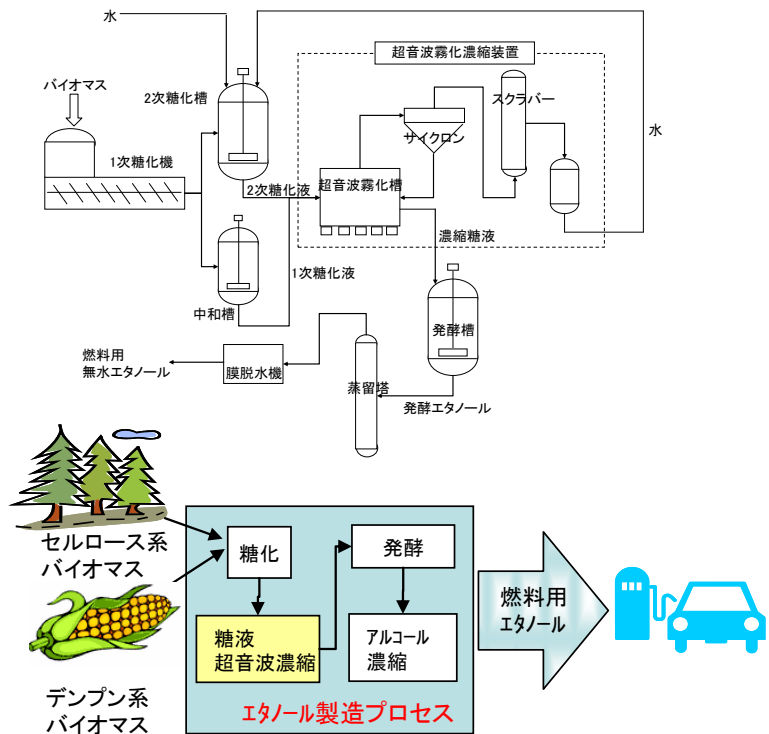 水
超音波霧化濃縮装置
バイオマス
2次糖化槽
スクラバー
水
サイクロン
1次糖化機
超音波霧化槽
2次糖化液
濃縮糖液
1次糖化液
中和槽
発酵槽
燃料用
無水エタノール
膜脱水機
蒸留塔
発酵エタノール
セルロース系
バイオマス
糖化
発酵
燃料用
エタノール
糖液
超音波濃縮
アルコール
濃縮
デンプン系
バイオマス
エタノール製造プロセス